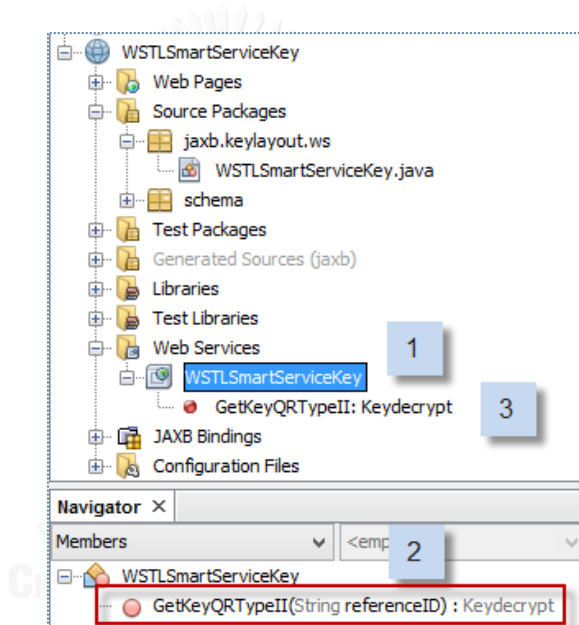 WSTLSmartServiceKey
Web Pages
Source Packages
jaxb.keylayout.ws
WSTLSmartServiceKey.java
schema
Test Packages
Generated Sources (jaxb)
Libraries
Test Libraries
Web Services
1
WSTLSmartServiceKey
GetKeyQRTypeII: Keydecrypt
3
JAXB Bindings
Configuration Files
Navigator ×
Members
2
WSTLSmartServiceKey
GetKeyQRTypeII(String referenceID) : Keydecrypt